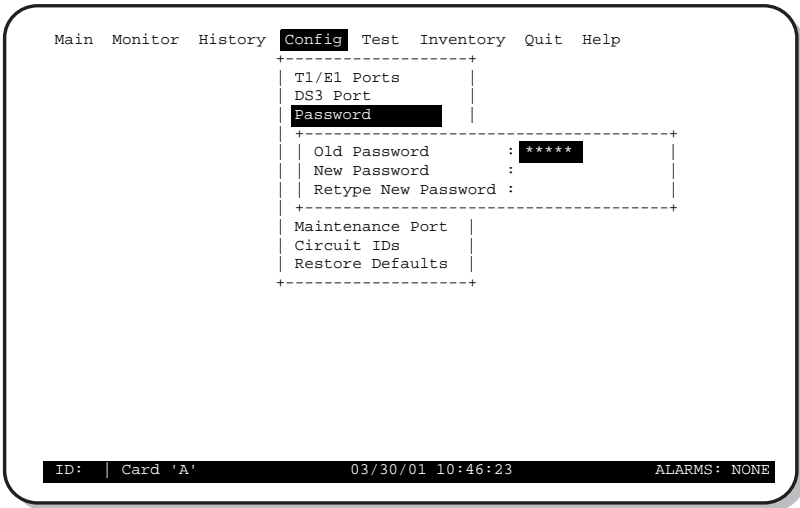 Main Monitor History Config Test Inventory Quit Help
T1/E1 Ports
DS3 Port
Password
Old Password : *****
New Password :
Retype New Password :
Maintenance Port
Circuit IDs
Restore Defaults
ID: | Card 'A' 03/30/01 10:46:23 ALARMS: NONE